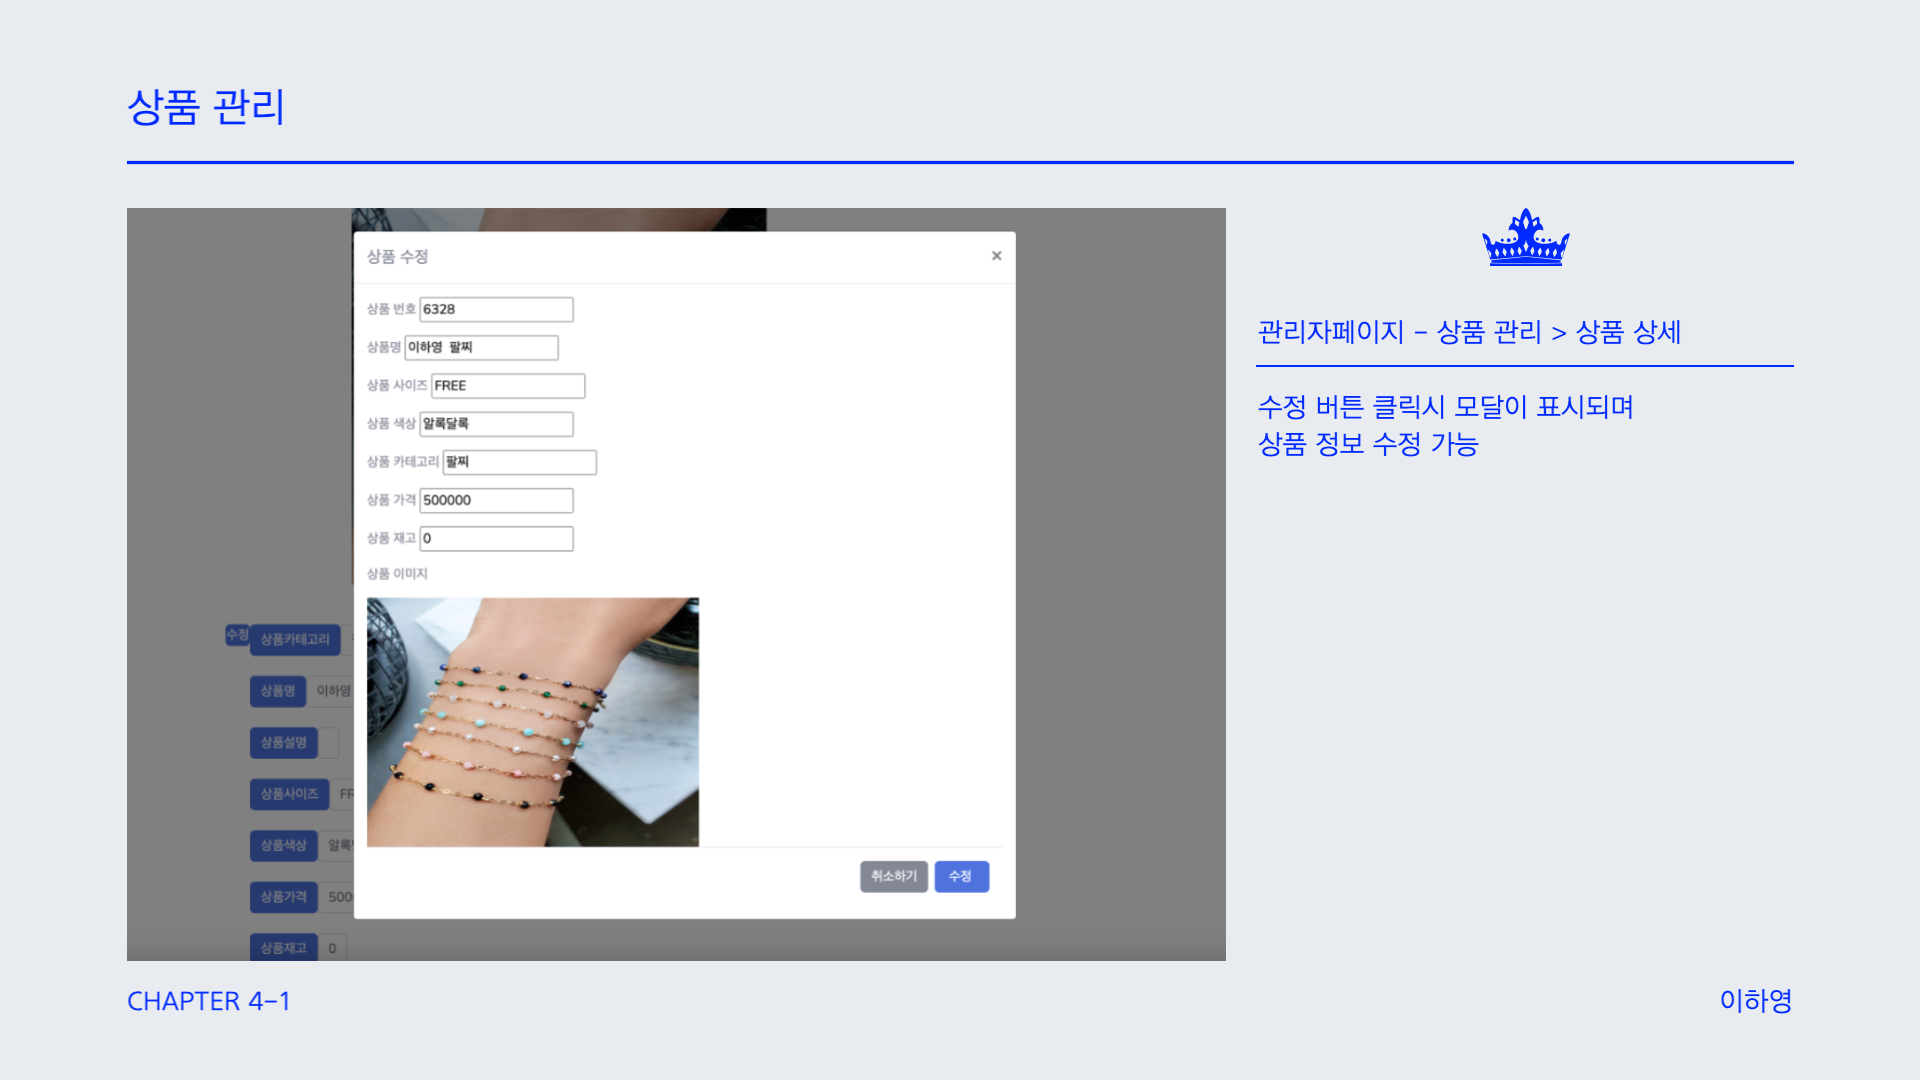 상품 관리
상품 수정 ×
상품 번호 6328
상품명 이하영 팔찌
상품 사이즈 FREE
상품 색상 알록달록
상품 카테고리 팔찌
상품 가격 500000
상품 재고 0
상품 이미지
취소하기 수정
수정 상품카테고리
상품명 이하영
상품설명
상품사이즈 FR
상품색상 알록
상품가격 500
상품재고 0
관리자페이지 - 상품 관리 > 상품 상세
수정 버튼 클릭시 모달이 표시되며
상품 정보 수정 가능
CHAPTER 4-1
이하영